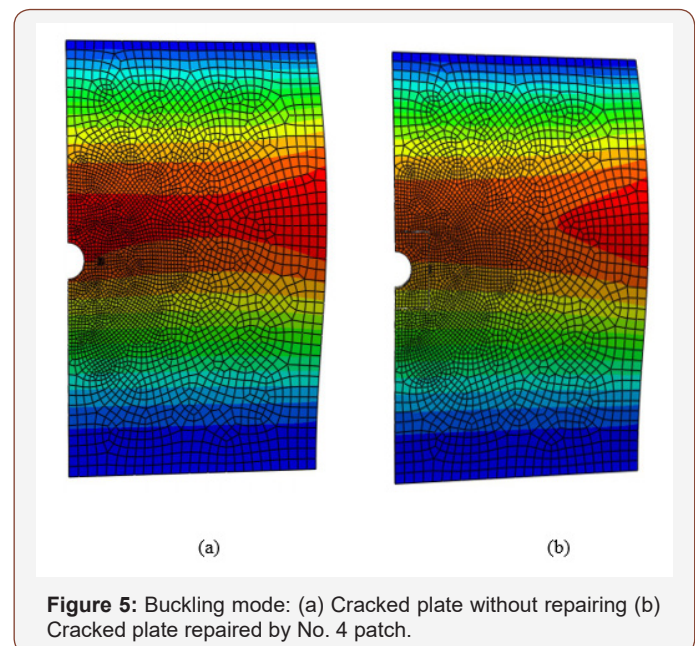 (a)
(b)
Figure 5: Buckling mode: (a) Cracked plate without repairing (b)
Cracked plate repaired by No. 4 patch.